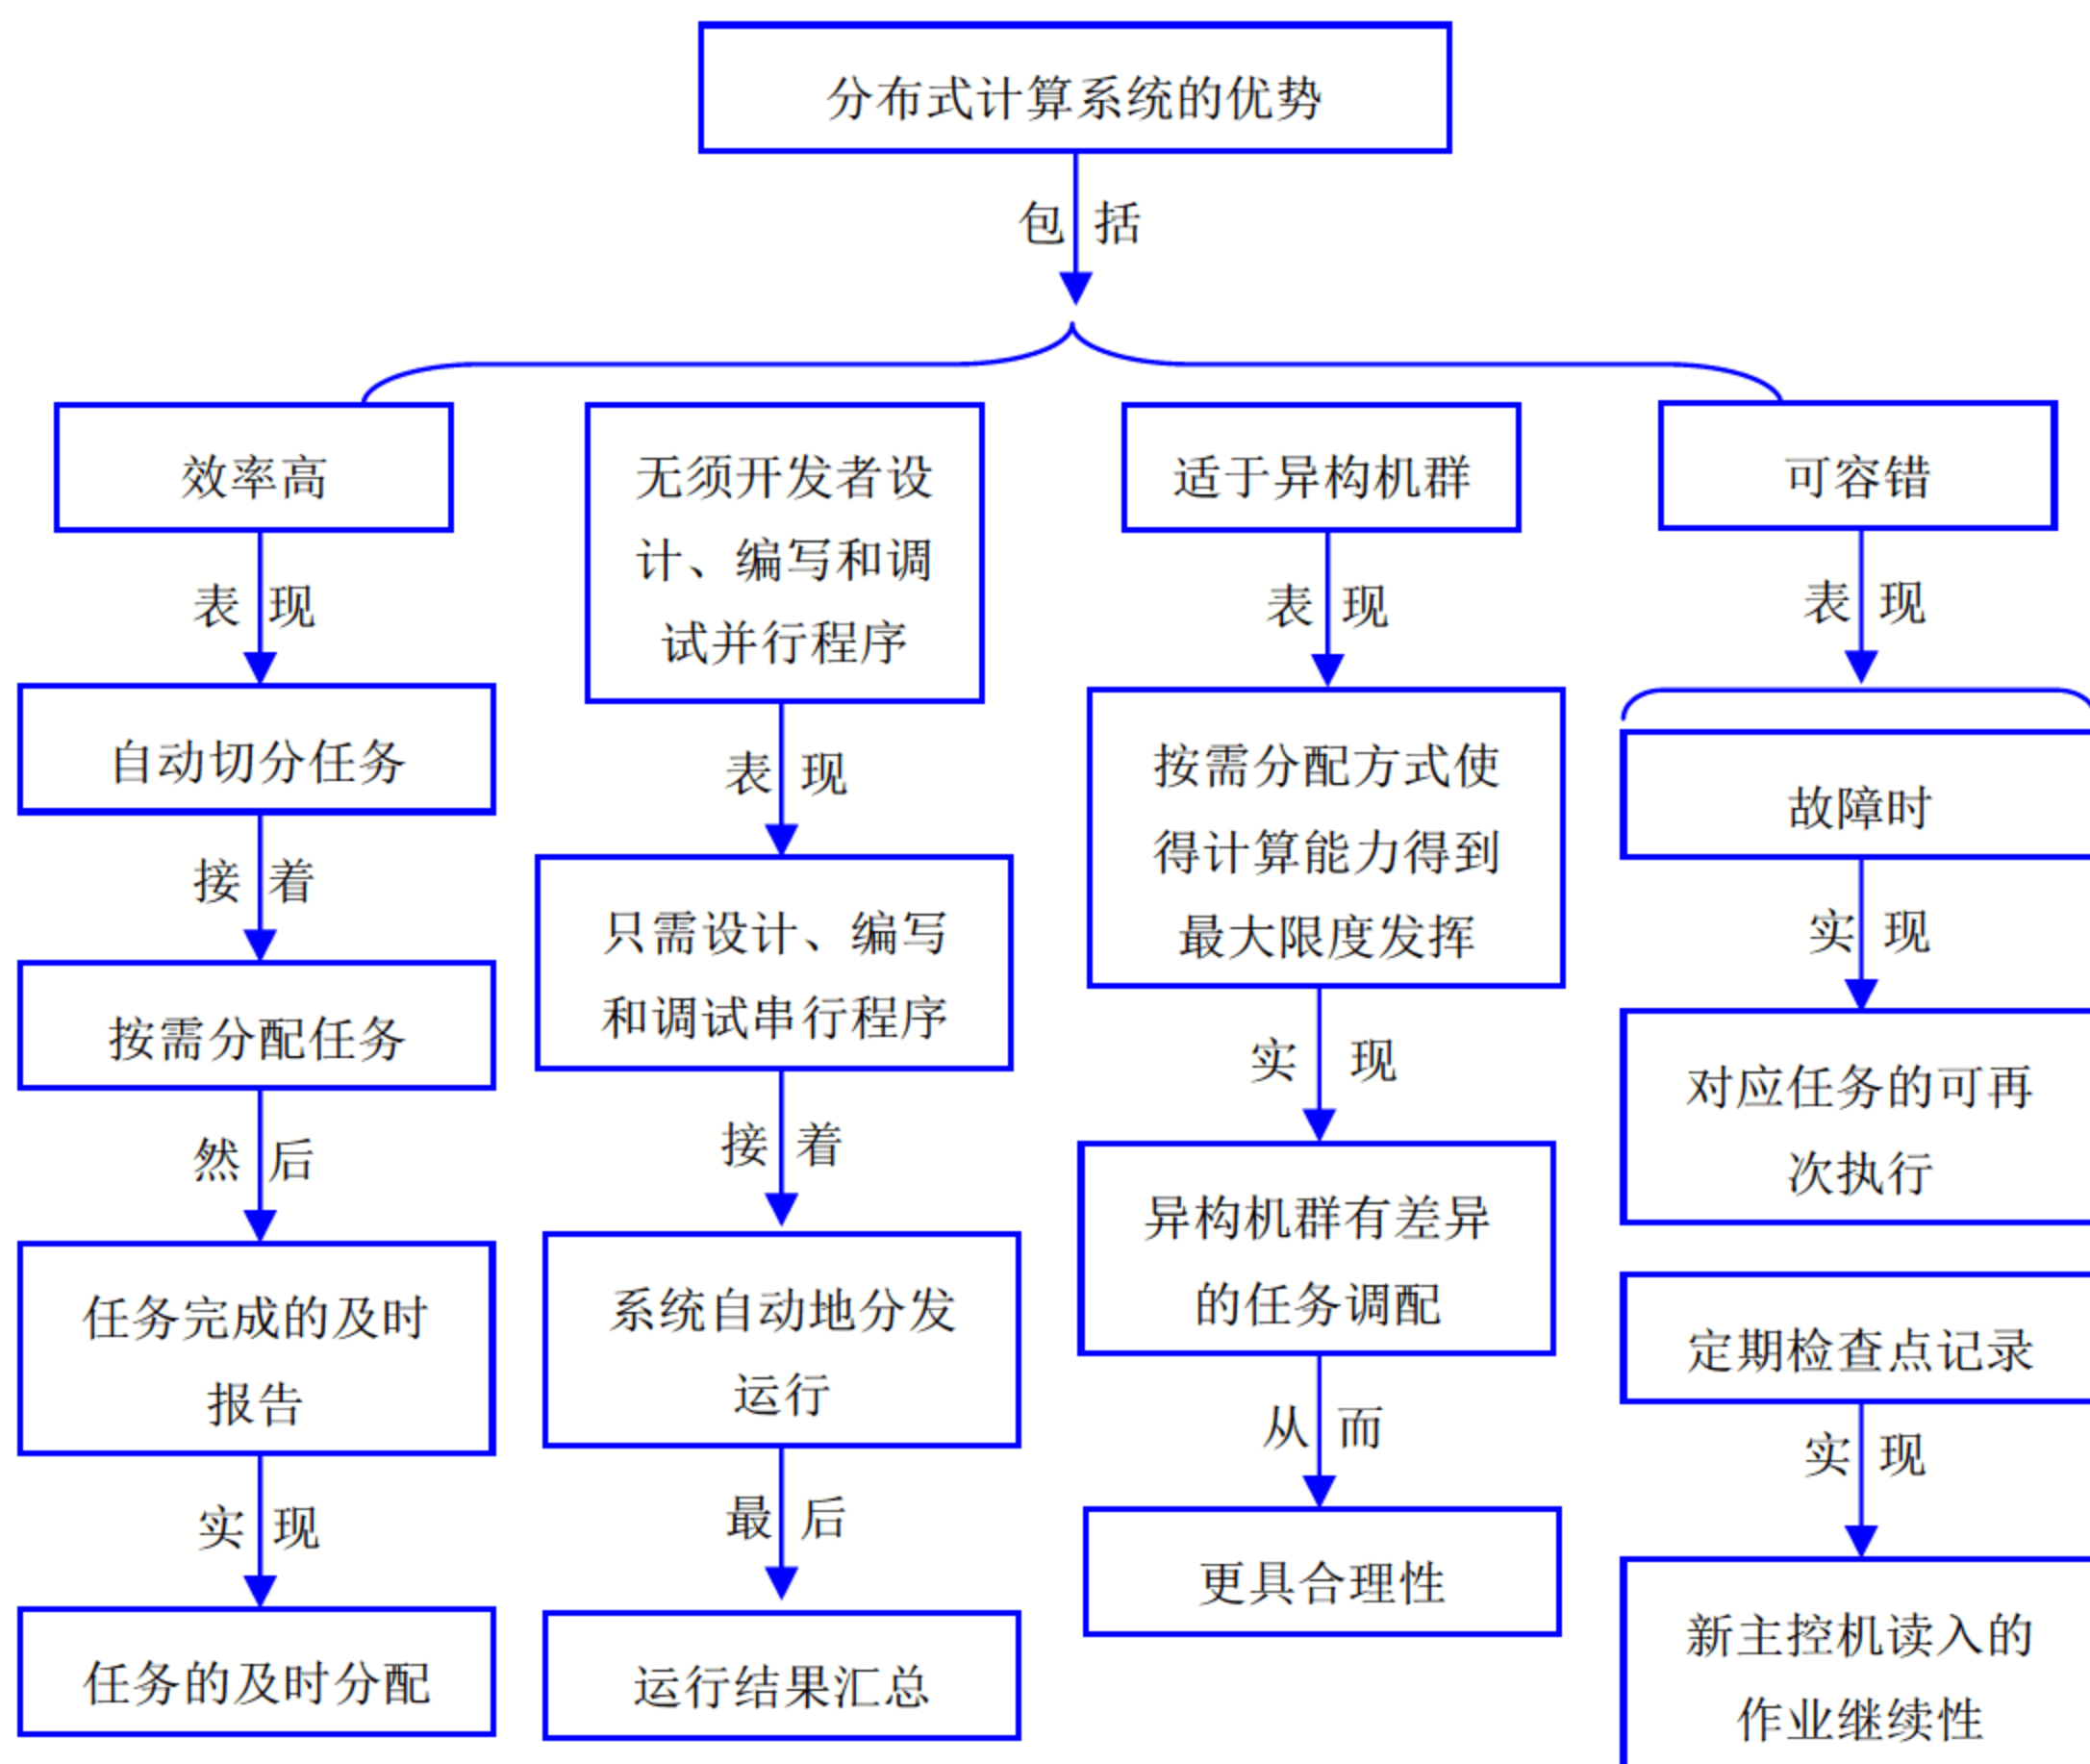 分布式计算系统的优势
包括
效率高
表现
自动切分任务
接着
按需分配任务
然后
任务完成的及时
报告
实现
任务的及时分配
无须开发者设
计、编写和调
试并行程序
表现
只需设计、编写
和调试串行程序
接着
系统自动地分发
运行
最后
运行结果汇总
适于异构机群
表现
按需分配方式使
得计算能力得到
最大限度发挥
实现
异构机群有差异
的任务调配
从而
更具合理性
可容错
表现
故障时
实现
对应任务的可再
次执行
定期检查点记录
实现
新主控机读入的
作业继续性